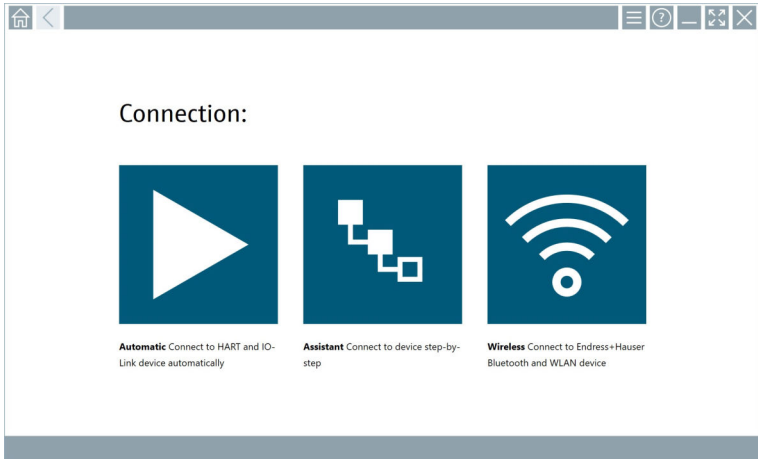 Connection:
Automatic Connect to HART and IO-
Link device automatically
Assistant Connect to device step-by-
step
Wireless Connect to Endress+Hauser
Bluetooth and WLAN device